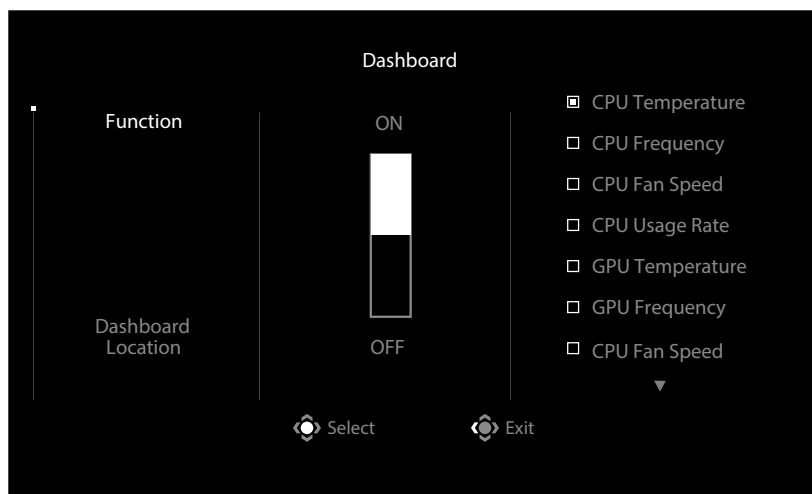 Dashboard
Function
Dashboard
Location
ON
OFF
CPU Temperature
CPU Frequency
CPU Fan Speed
CPU Usage Rate
GPU Temperature
GPU Frequency
CPU Fan Speed
Select
Exit